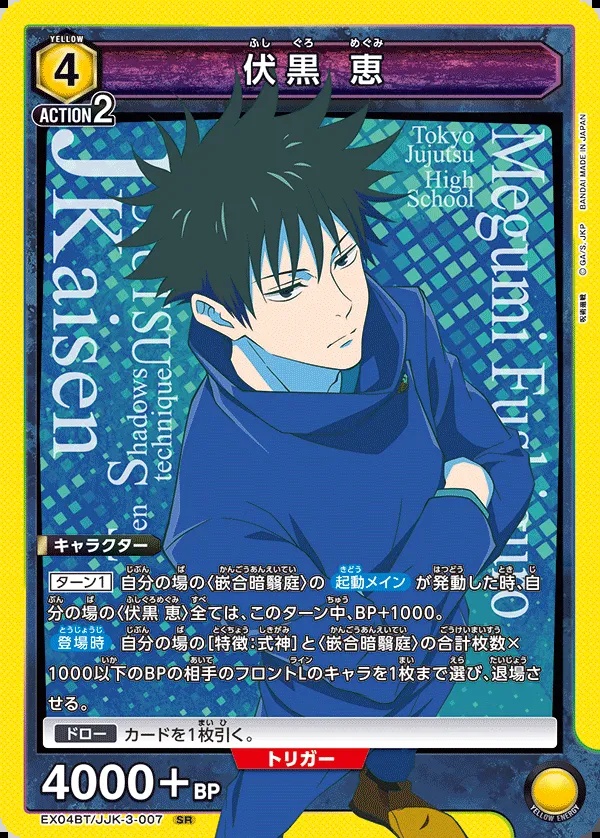 YELLOW
4
ACTION2
ふし ぐろ めぐみ
伏黒 恵
Tokyo
Jujutsu
High
School
Megumi Fushiguro
JKaisen
Shadows
technique
呪術廻戦 © GA/S, JKP BANDAI MADE IN JAPAN
キャラクター
ターン1 自分の場の〈嵌合暗翳庭〉の 起動メイン が発動した時、自
分の場の〈伏黒 恵〉全ては、このターン中、BP+1000。
登場時 自分の場の[特徴:式神]と〈嵌合暗翳庭〉の合計枚数×
1000以下のBPの相手のフロントLのキャラを1枚まで選び、退場さ
せる。
ドロー カードを1枚引く。
トリガー
4000+BP
EX04BT/JJK-3-007 SR
YELLOW ENERGY